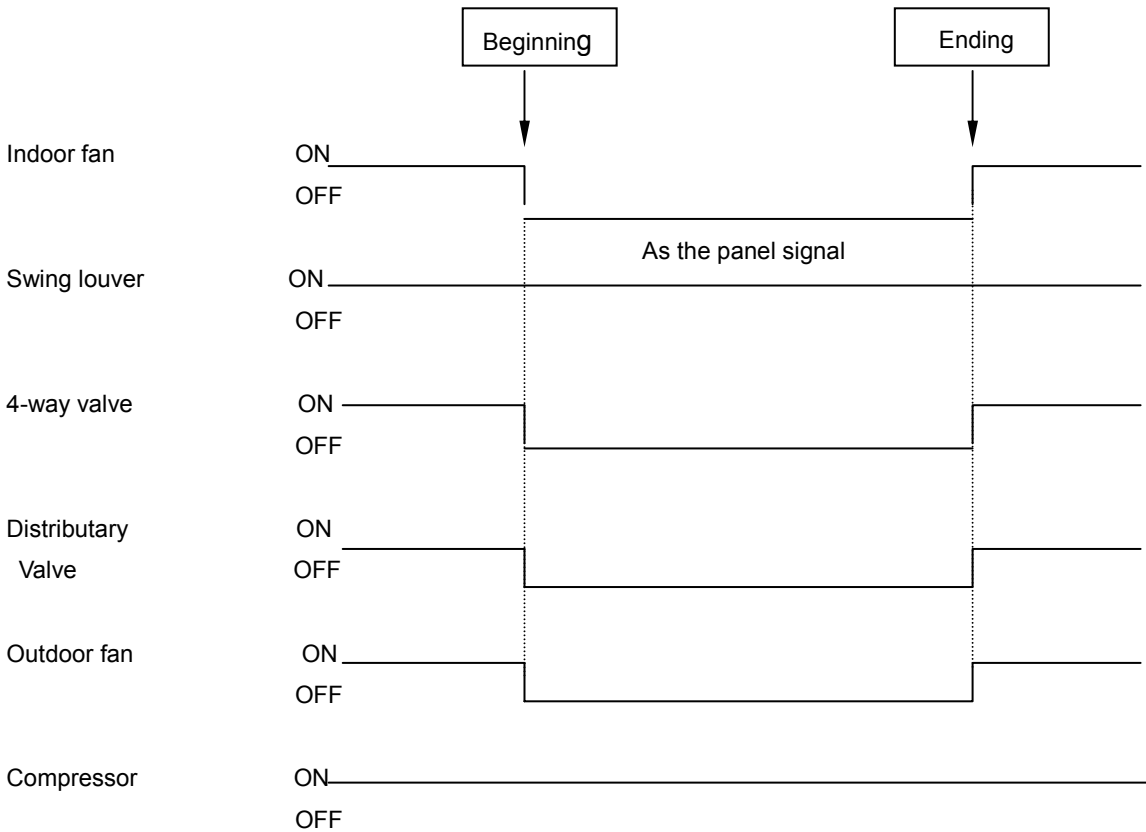 Beginning
Ending
Indoor fan ON
OFF
As the panel signal
Swing louver ON
OFF
4-way valve ON
OFF
Distributary ON
Valve OFF
Outdoor fan ON
OFF
Compressor ON
OFF